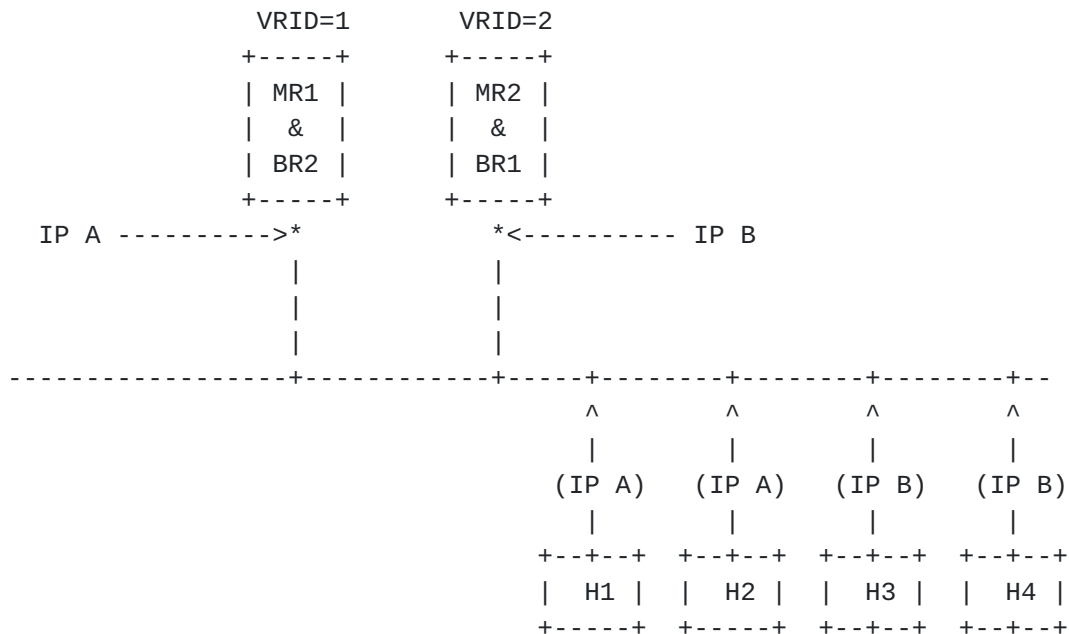 VRID=1 VRID=2
+-----+ +-----+
| MR1 | | MR2 |
| & | | & |
| BR2 | | BR1 |
+-----+ +-----+
IP A ---------->* *<---------- IP B
| |
| |
| |
------------------+------------+-----+--------+--------+--------+--
^ ^ ^ ^
| | | |
(IP A) (IP A) (IP B) (IP B)
| | | |
+--+--+ +--+--+ +--+--+ +--+--+
| H1 | | H2 | | H3 | | H4 |
+-----+ +-----+ +--+--+ +--+--+